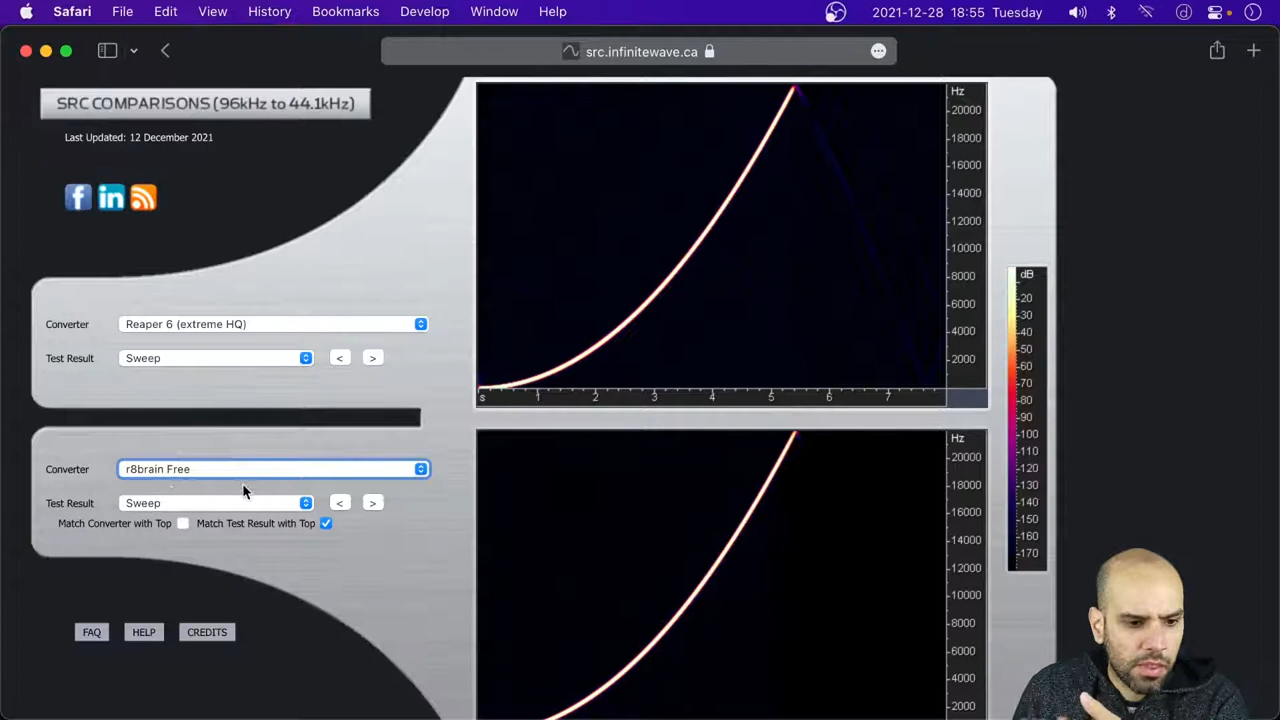 Safari File Edit View History Bookmarks Develop Window Help 2021-12-28 18:55 Tuesday
src.infinitewave.ca
SRC COMPARISONS (96kHz to 44.1kHz)
Last Updated: 12 December 2021
Converter Reaper 6 (extreme HQ)
Test Result Sweep < >
Converter r8brain Free
Test Result Sweep < >
Match Converter with Top Match Test Result with Top
FAQ HELP CREDITS
Hz
20000
18000
16000
14000
12000
10000
8000
6000
4000
2000
s 1 2 3 4 5 6 7
Hz
20000
18000
16000
14000
12000
10000
8000
6000
4000
2000
dB
20
30
40
50
60
70
80
90
100
110
120
130
140
150
160
170